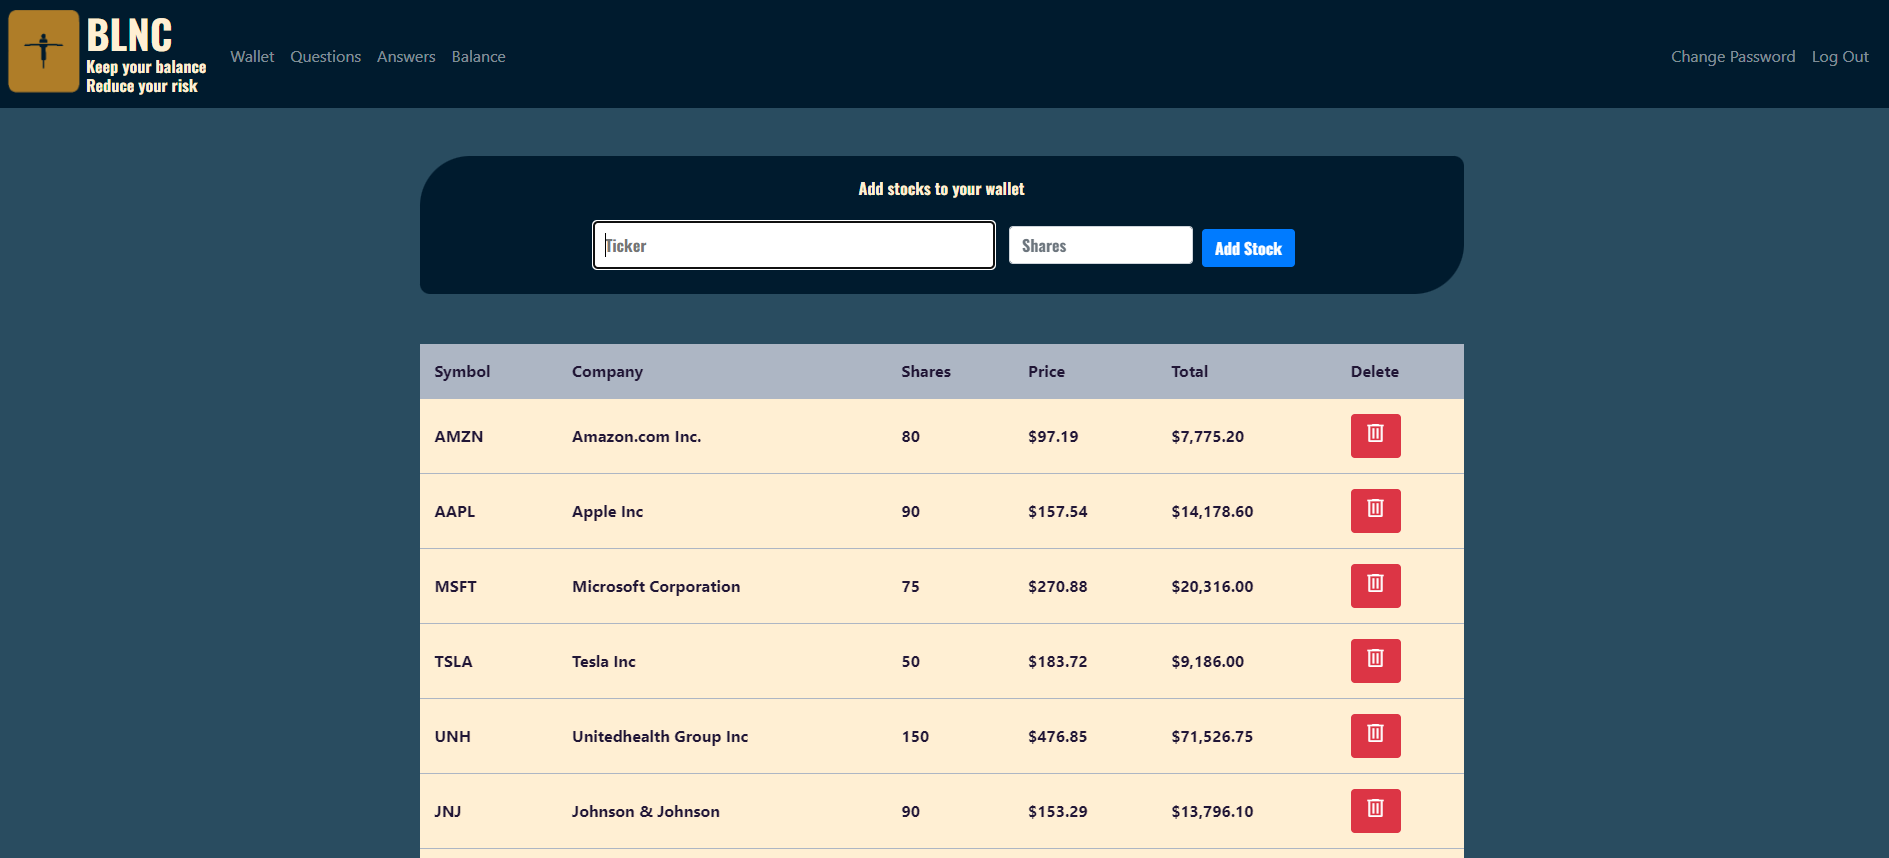 BLNC
Keep your balance
Reduce your risk
Wallet Questions Answers Balance Change Password Log Out
Add stocks to your wallet
Ticker Shares Add Stock
Symbol Company Shares Price Total Delete
AMZN Amazon.com Inc. 80 $97.19 $7,775.20
AAPL Apple Inc 90 $157.54 $14,178.60
MSFT Microsoft Corporation 75 $270.88 $20,316.00
TSLA Tesla Inc 50 $183.72 $9,186.00
UNH Unitedhealth Group Inc 150 $476.85 $71,526.75
JNJ Johnson & Johnson 90 $153.29 $13,796.10